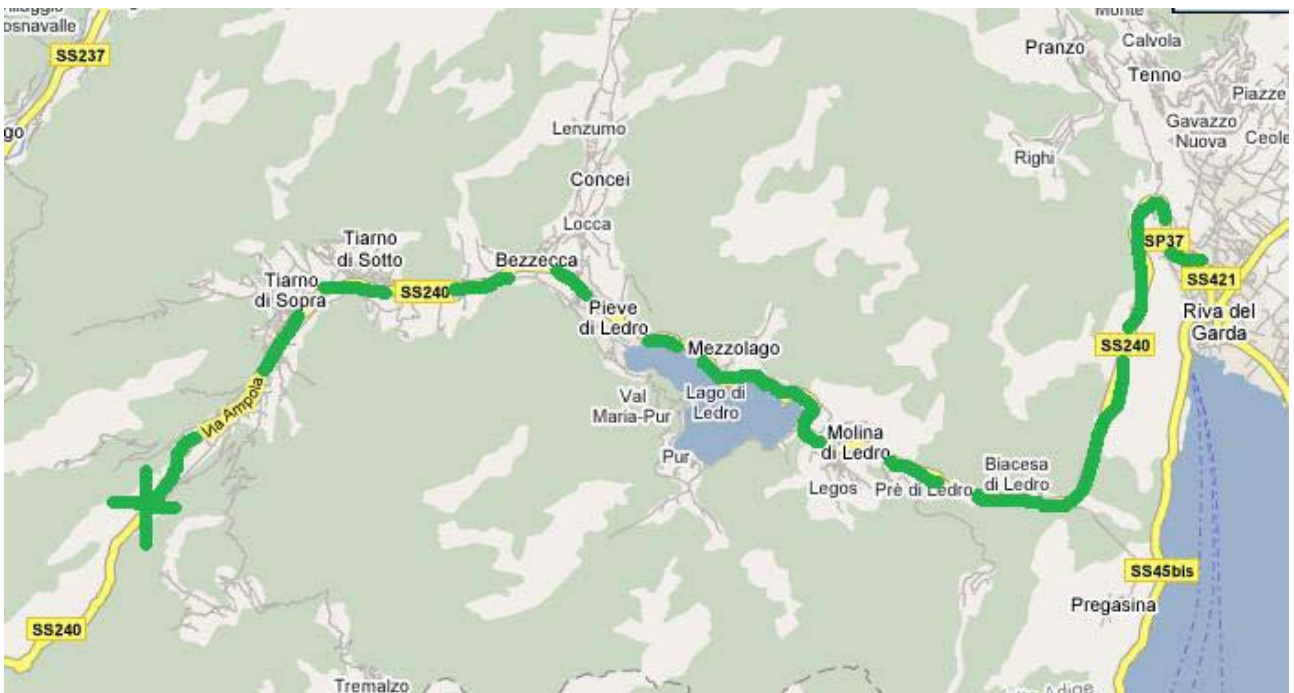 osnavalle
SS237
go
Pranzo
Calvola
Tenno
Piazze
Gavazzo
Nuova
Ceole
Righi
Lenzumo
Concei
Locca
Bezzecca
Tiarno
di Sotto
Tiarno
di Sopra
SS240
Pieve
di Ledro
Mezzolago
Lago di
Ledro
Val
Maria-Pur
Pur
Molina
di Ledro
Legos
Prè di Ledro
Biacesa
di Ledro
SP37
SS421
Riva del
Garda
SS240
Via Ampola
SS45bis
Pregasina
SS240
Tremalzo